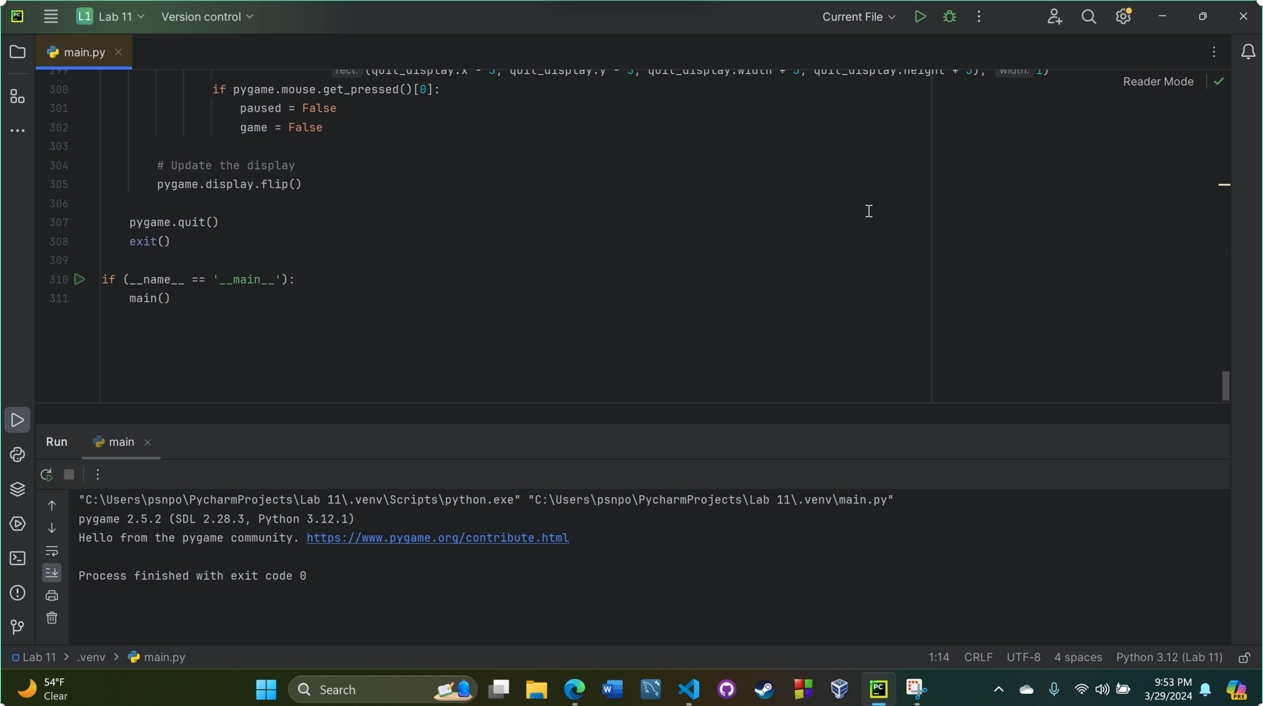 PC L1 Lab 11 Version control Current File
main.py
299 rect: (quit_display.x - 5, quit_display.y - 5, quit_display.width + 5, quit_display.height + 5), width: 1)
Reader Mode
300 if pygame.mouse.get_pressed()[0]:
301 paused = False
302 game = False
303
304 # Update the display
305 pygame.display.flip()
306
307 pygame.quit()
308 exit()
309
310 if (__name__ == '__main__'):
311 main()
Run main
"C:\Users\psnpo\PycharmProjects\Lab 11\.venv\Scripts\python.exe" "C:\Users\psnpo\PycharmProjects\Lab 11\.venv\main.py"
pygame 2.5.2 (SDL 2.28.3, Python 3.12.1)
Hello from the pygame community. https://www.pygame.org/contribute.html
Process finished with exit code 0
Lab 11 > .venv > main.py 1:14 CRLF UTF-8 4 spaces Python 3.12 (Lab 11)
54°F
Clear
Search
W
PC
9:53 PM
3/29/2024
PRE